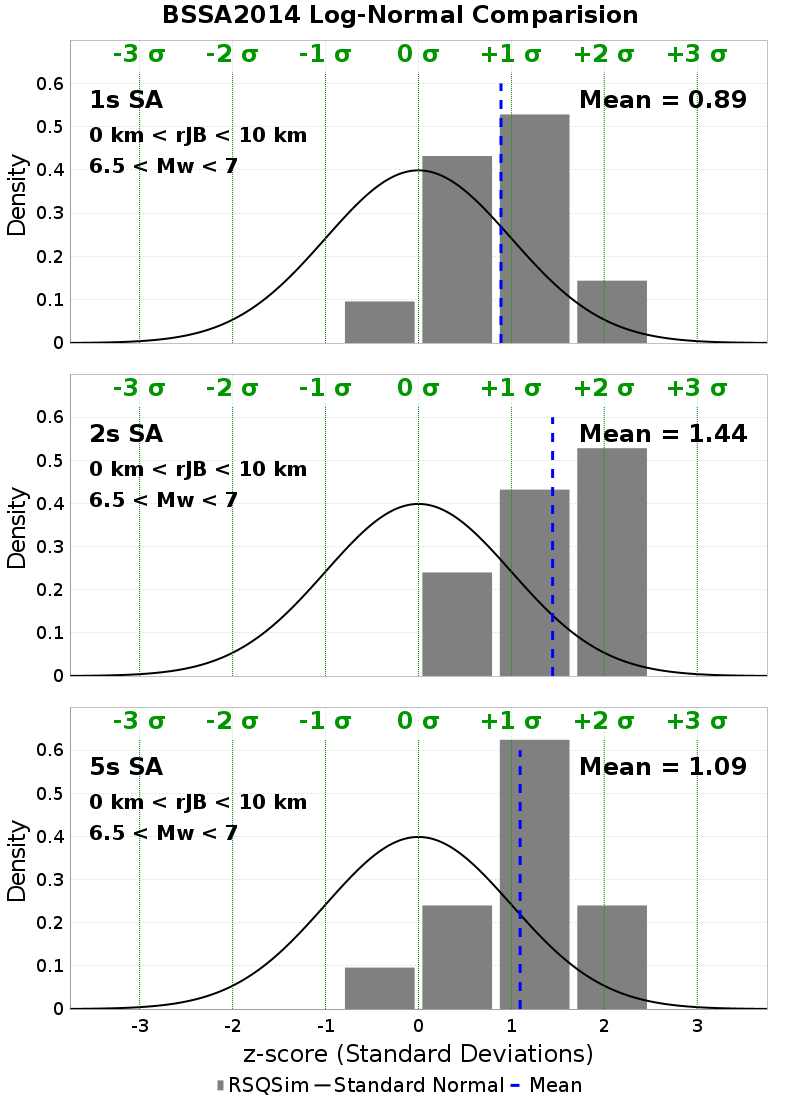 BSSA2014 Log-Normal Comparision
-3 σ -2 σ -1 σ 0 σ +1 σ +2 σ +3 σ
1s SA
Mean = 0.89
0 km < rJB < 10 km
6.5 < Mw < 7
Density
0.6
0.5
0.4
0.3
0.2
0.1
0
-3 σ -2 σ -1 σ 0 σ +1 σ +2 σ +3 σ
2s SA
Mean = 1.44
0 km < rJB < 10 km
6.5 < Mw < 7
Density
0.6
0.5
0.4
0.3
0.2
0.1
0
-3 σ -2 σ -1 σ 0 σ +1 σ +2 σ +3 σ
5s SA
Mean = 1.09
0 km < rJB < 10 km
6.5 < Mw < 7
Density
0.6
0.5
0.4
0.3
0.2
0.1
0
-3 -2 -1 0 1 2 3
z-score (Standard Deviations)
RSQSim Standard Normal Mean